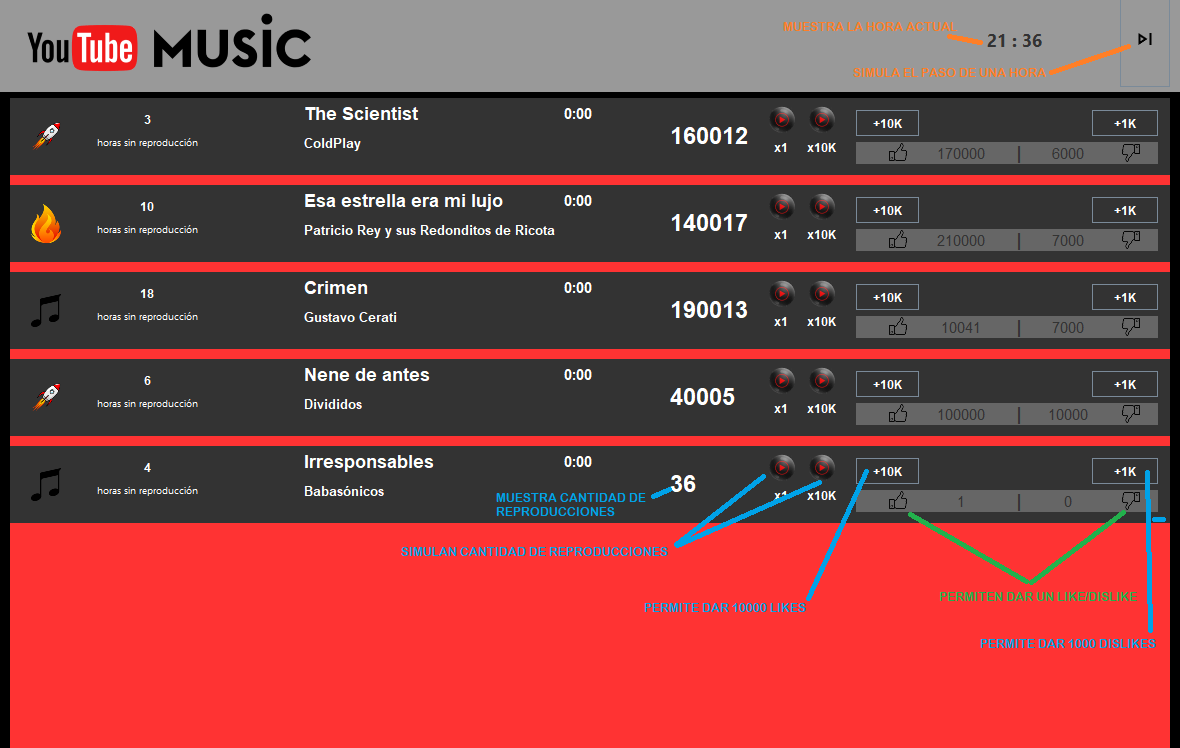 YouTube MUSIC
MUESTRA LA HORA ACTUAL
21 : 36
SIMULA EL PASO DE UNA HORA
3
horas sin reproducción
The Scientist
ColdPlay
0:00
160012
x1
x10K
+10K
+1K
170000 | 6000
10
horas sin reproducción
Esa estrella era mi lujo
Patricio Rey y sus Redonditos de Ricota
0:00
140017
x1
x10K
+10K
+1K
210000 | 7000
18
horas sin reproducción
Crimen
Gustavo Cerati
0:00
190013
x1
x10K
+10K
+1K
10041 | 7000
6
horas sin reproducción
Nene de antes
Divididos
0:00
40005
x1
x10K
+10K
+1K
100000 | 10000
4
horas sin reproducción
Irresponsables
Babasónicos
0:00
36
x1
x10K
+10K
+1K
1 | 0
MUESTRA CANTIDAD DE
REPRODUCCIONES
SIMULAN CANTIDAD DE REPRODUCCIONES
PERMITE DAR 10000 LIKES
PERMITEN DAR UN LIKE/DISLIKE
PERMITE DAR 1000 DISLIKES